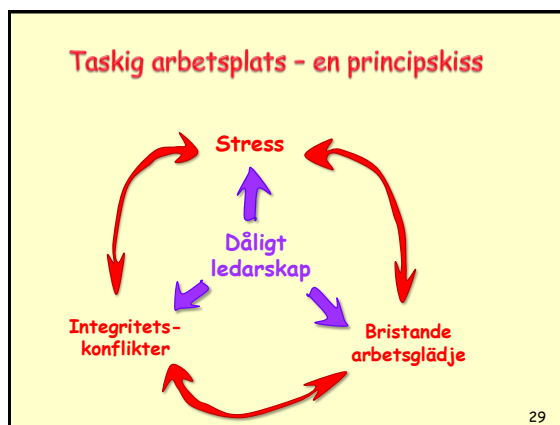 Taskig arbetsplats - en principskiss
Stress
Dåligt
ledarskap
Integritets-
konflikter
Bristande
arbetsglädje
29